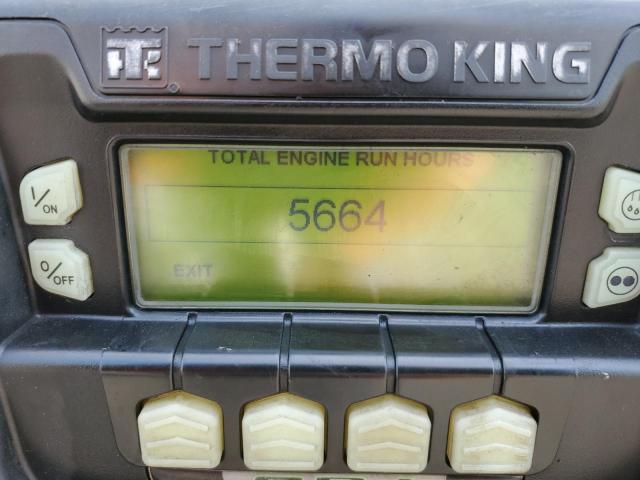 THERMO KING
TOTAL ENGINE RUN HOURS
5664
EXIT
I/ON
O/OFF